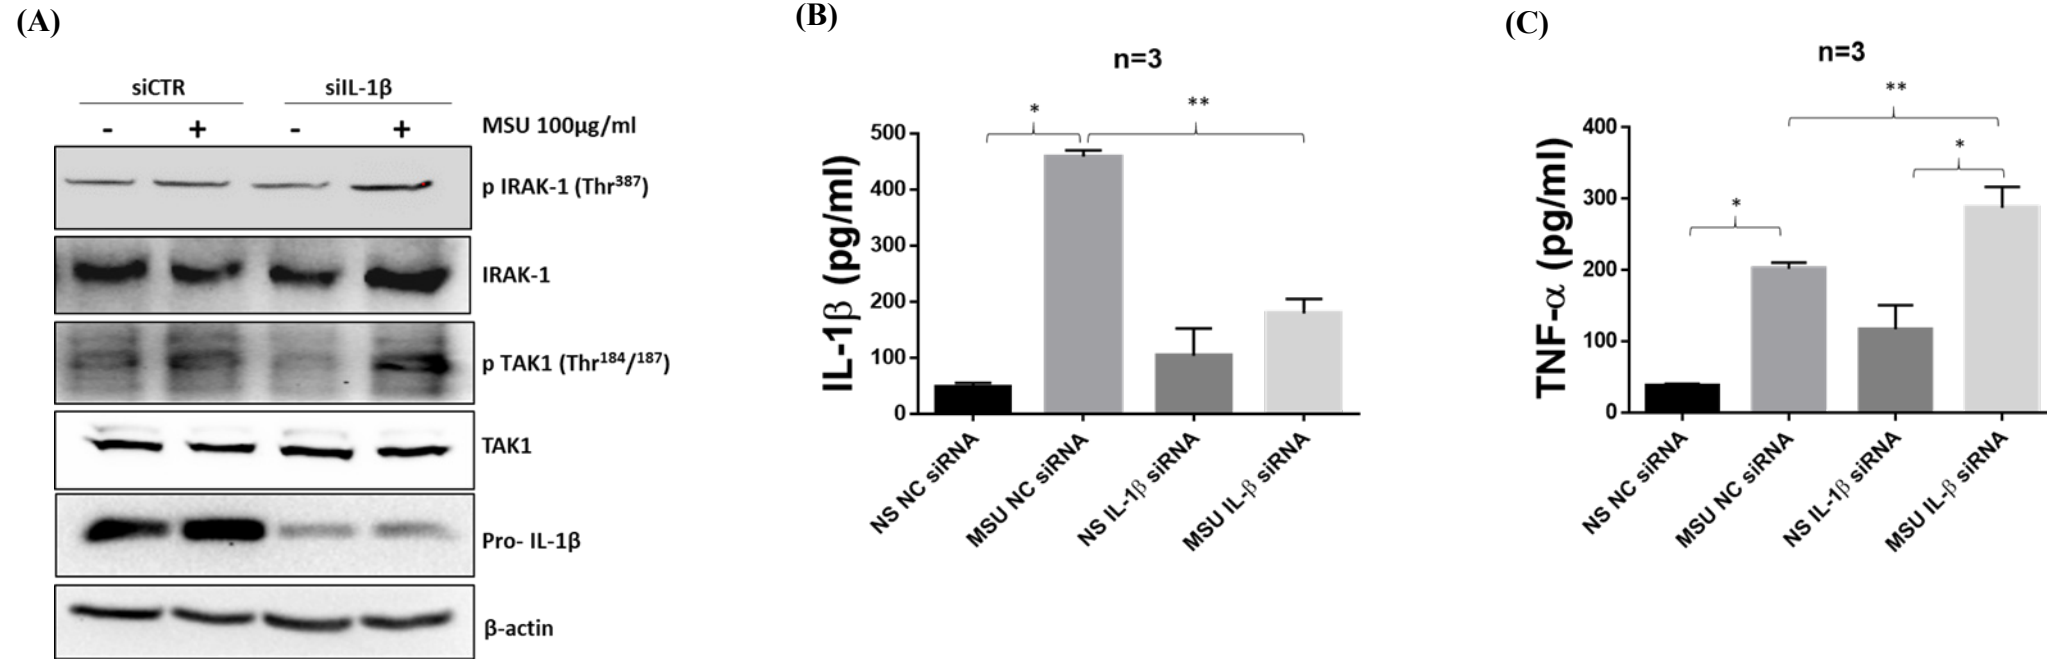 (A)
siCTR siIL-1β
- + - + MSU 100µg/ml
p IRAK-1 (Thr³⁸⁷)
IRAK-1
p TAK1 (Thr¹⁸⁴/¹⁸⁷)
TAK1
Pro- IL-1β
β-actin
(B)
n=3
* **
IL-1β (pg/ml)
500
400
300
200
100
0
NS NC siRNA
MSU NC siRNA
NS IL-1β siRNA
MSU IL-β siRNA
(C)
n=3
**
*
*
TNF-α (pg/ml)
400
300
200
100
0
NS NC siRNA
MSU NC siRNA
NS IL-1β siRNA
MSU IL-β siRNA